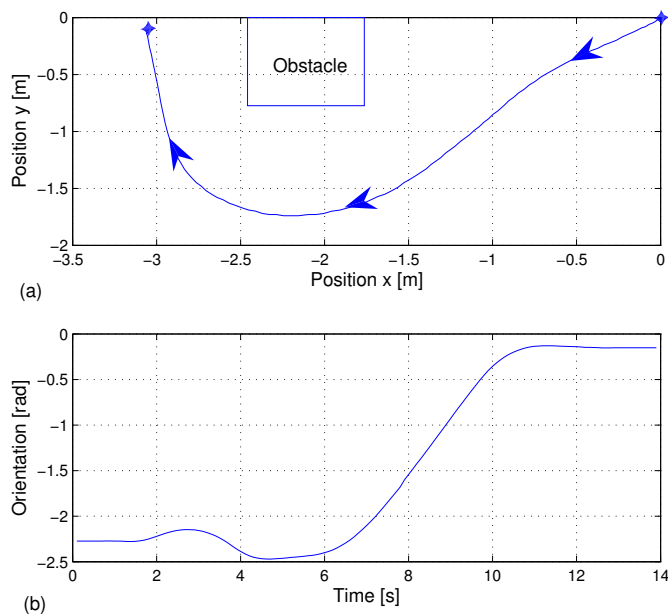 0
−0.5
−1
−1.5
−2
Position y [m]
Obstacle
−3.5 −3 −2.5 −2 −1.5 −1 −0.5 0
Position x [m]
(a)
0
−0.5
−1
−1.5
−2
−2.5
Orientation [rad]
0 2 4 6 8 10 12 14
Time [s]
(b)